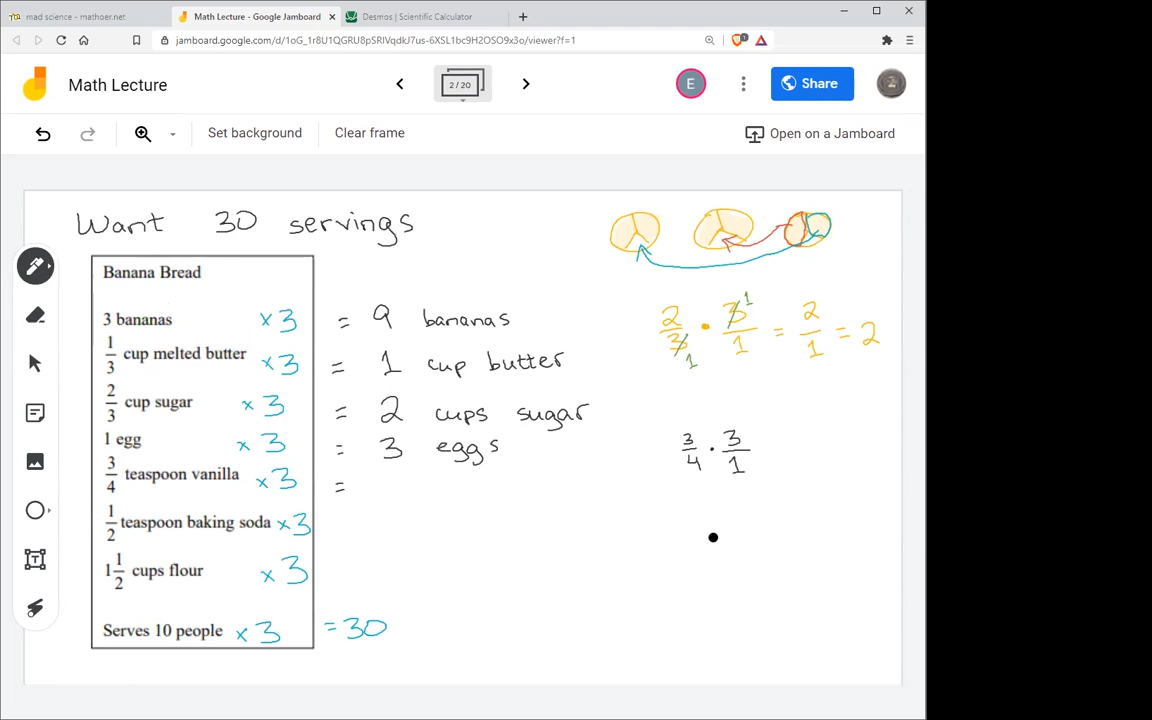 mad science - mathoer.net
Math Lecture - Google Jamboard
Desmos | Scientific Calculator
jamboard.google.com/d/1oG_1r8U1QGRU8pSRlVqdkJ7us-6XSL1bc9H2OSO9x3o/viewer?f=1
1
Math Lecture
2 / 20
E
Share
Set background
Clear frame
Open on a Jamboard
Want 30 servings
Banana Bread
3 bananas × 3 = 9 bananas
1/3 cup melted butter × 3 = 1 cup butter
2/3 cup sugar × 3 = 2 cups sugar
1 egg × 3 = 3 eggs
3/4 teaspoon vanilla × 3 =
1/2 teaspoon baking soda × 3
1 1/2 cups flour × 3
Serves 10 people × 3 = 30
2/3 · 3/1 = 2/1 = 2
1
1
3/4 · 3/1